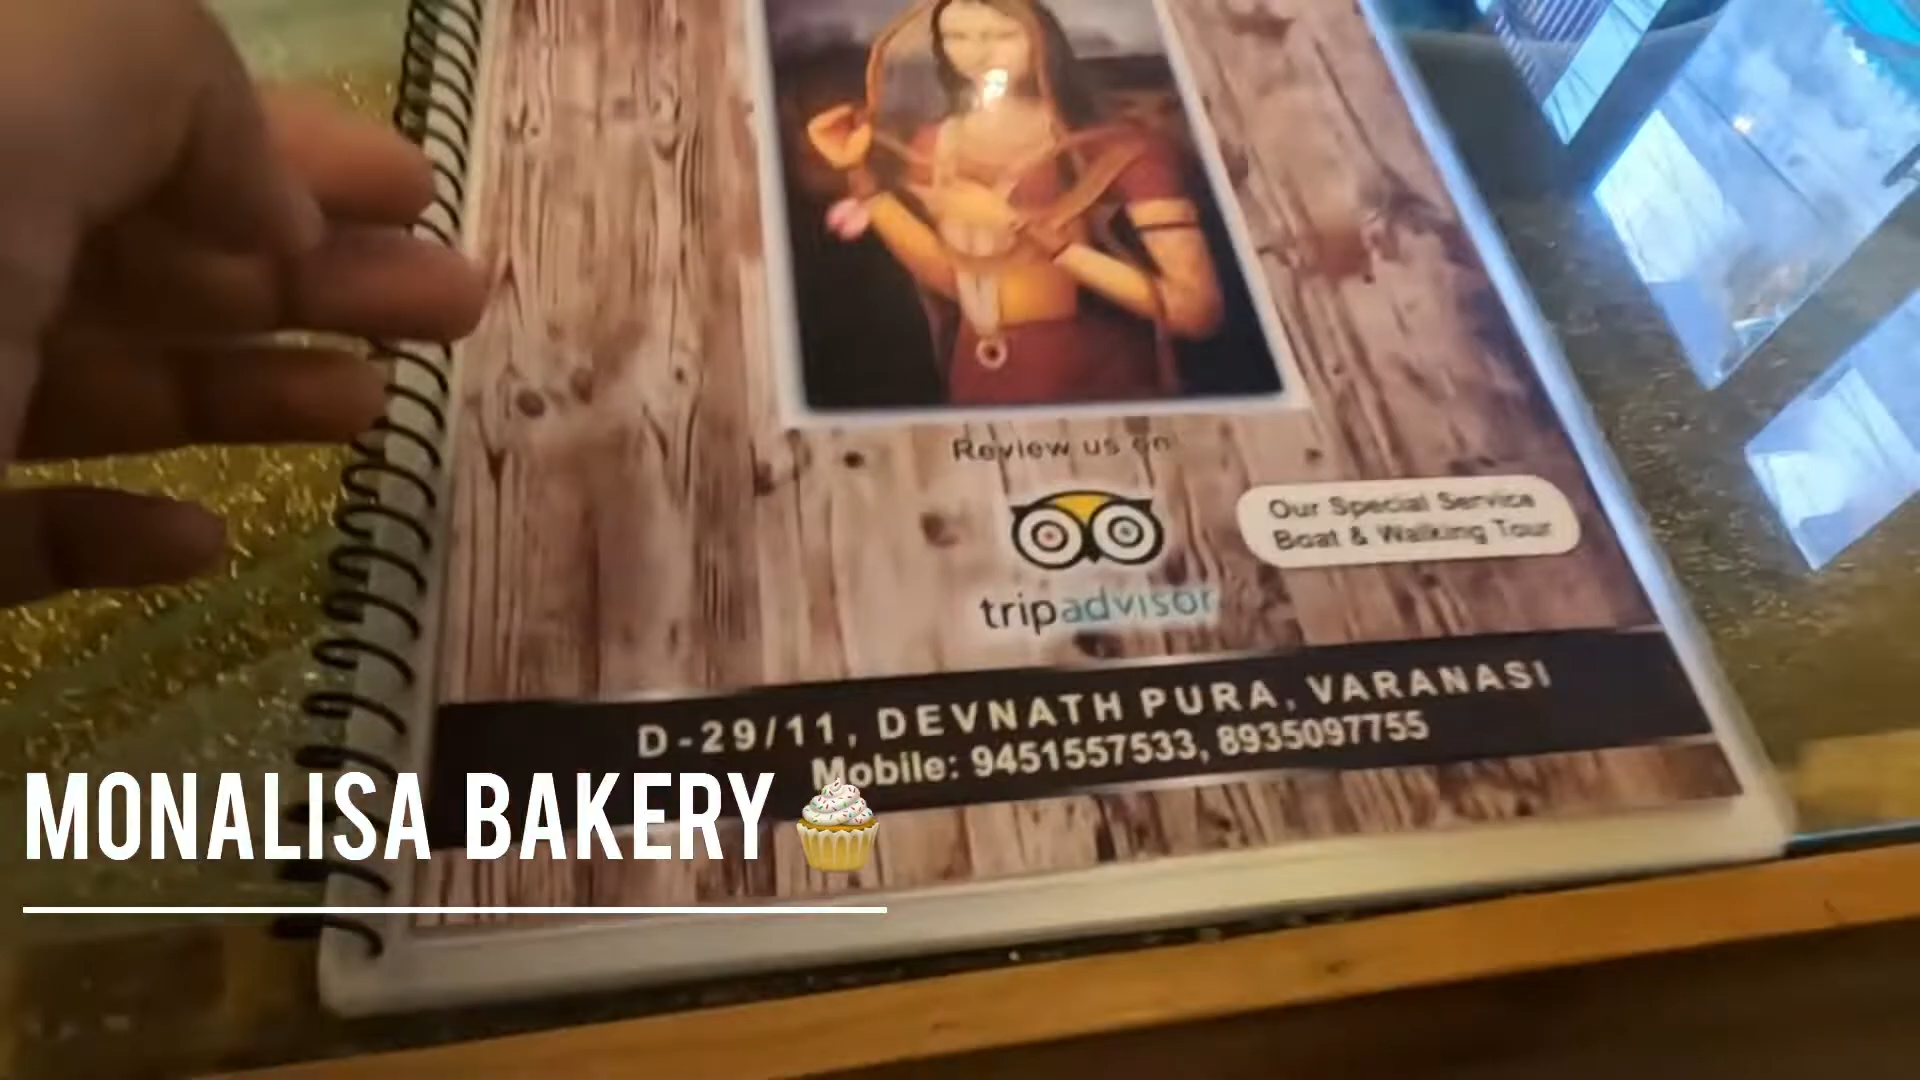 Review us on
Our Special Service
Boat & Walking Tour
tripadvisor
D-29/11, DEVNATH PURA, VARANASI
Mobile: 9451557533, 8935097755
MONALISA BAKERY